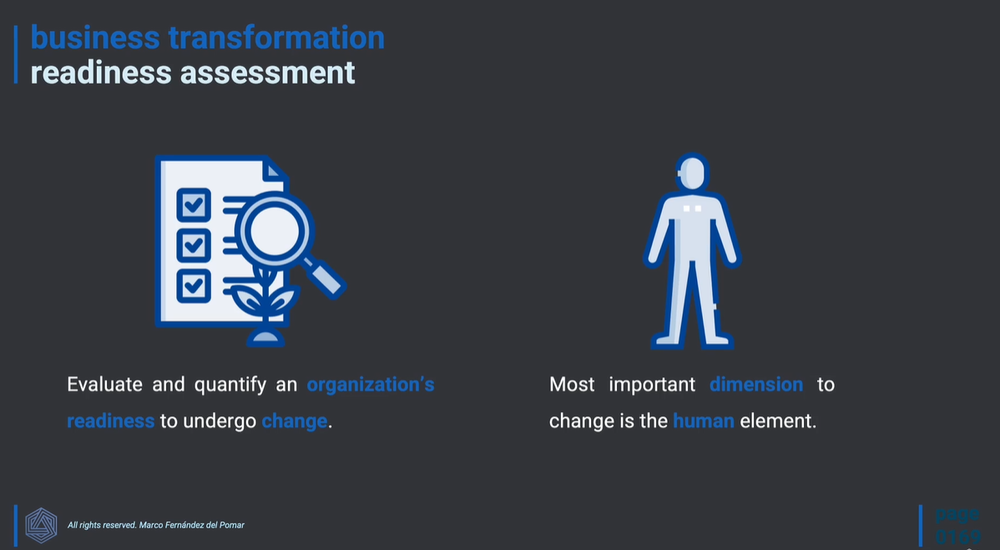 business transformation
readiness assessment
Evaluate and quantify an organization's
readiness to undergo change.
Most important dimension to
change is the human element.
All rights reserved. Marco Fernández del Pomar
page
0169